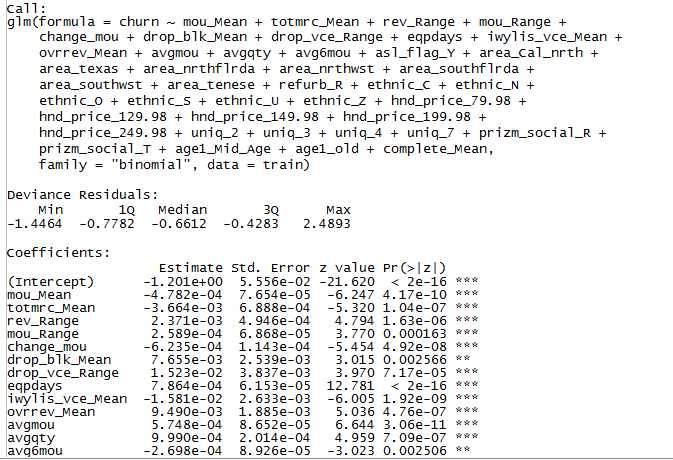 Call:
glm(formula = churn ~ mou_Mean + totmrc_Mean + rev_Range + mou_Range +
change_mou + drop_blk_Mean + drop_vce_Range + eqpdays + iwylis_vce_Mean +
ovrrev_Mean + avgmou + avgqty + avg6mou + asl_flag_Y + area_Cal_nrth +
area_texas + area_nrthflrda + area_nrthwst + area_southflrda +
area_southwst + area_tenese + refurb_R + ethnic_C + ethnic_N +
ethnic_O + ethnic_S + ethnic_U + ethnic_Z + hnd_price_79.98 +
hnd_price_129.98 + hnd_price_149.98 + hnd_price_199.98 +
hnd_price_249.98 + uniq_2 + uniq_3 + uniq_4 + uniq_7 + prizm_social_R +
prizm_social_T + age1_Mid_Age + age1_old + complete_Mean,
family = "binomial", data = train)
Deviance Residuals:
Min 1Q Median 3Q Max
-1.4464 -0.7782 -0.6612 -0.4283 2.4893
Coefficients:
Estimate Std. Error z value Pr(>|z|)
(Intercept) -1.201e+00 5.556e-02 -21.620 < 2e-16 ***
mou_Mean -4.782e-04 7.654e-05 -6.247 4.17e-10 ***
totmrc_Mean -3.664e-03 6.888e-04 -5.320 1.04e-07 ***
rev_Range 2.371e-03 4.946e-04 4.794 1.63e-06 ***
mou_Range 2.589e-04 6.868e-05 3.770 0.000163 ***
change_mou -6.235e-04 1.143e-04 -5.454 4.92e-08 ***
drop_blk_Mean 7.655e-03 2.539e-03 3.015 0.002566 **
drop_vce_Range 1.523e-02 3.837e-03 3.970 7.17e-05 ***
eqpdays 7.864e-04 6.153e-05 12.781 < 2e-16 ***
iwylis_vce_Mean -1.581e-02 2.633e-03 -6.005 1.92e-09 ***
ovrrev_Mean 9.490e-03 1.885e-03 5.036 4.76e-07 ***
avgmou 5.748e-04 8.652e-05 6.644 3.06e-11 ***
avgqty 9.990e-04 2.014e-04 4.959 7.09e-07 ***
avg6mou -2.698e-04 8.926e-05 -3.023 0.002506 **